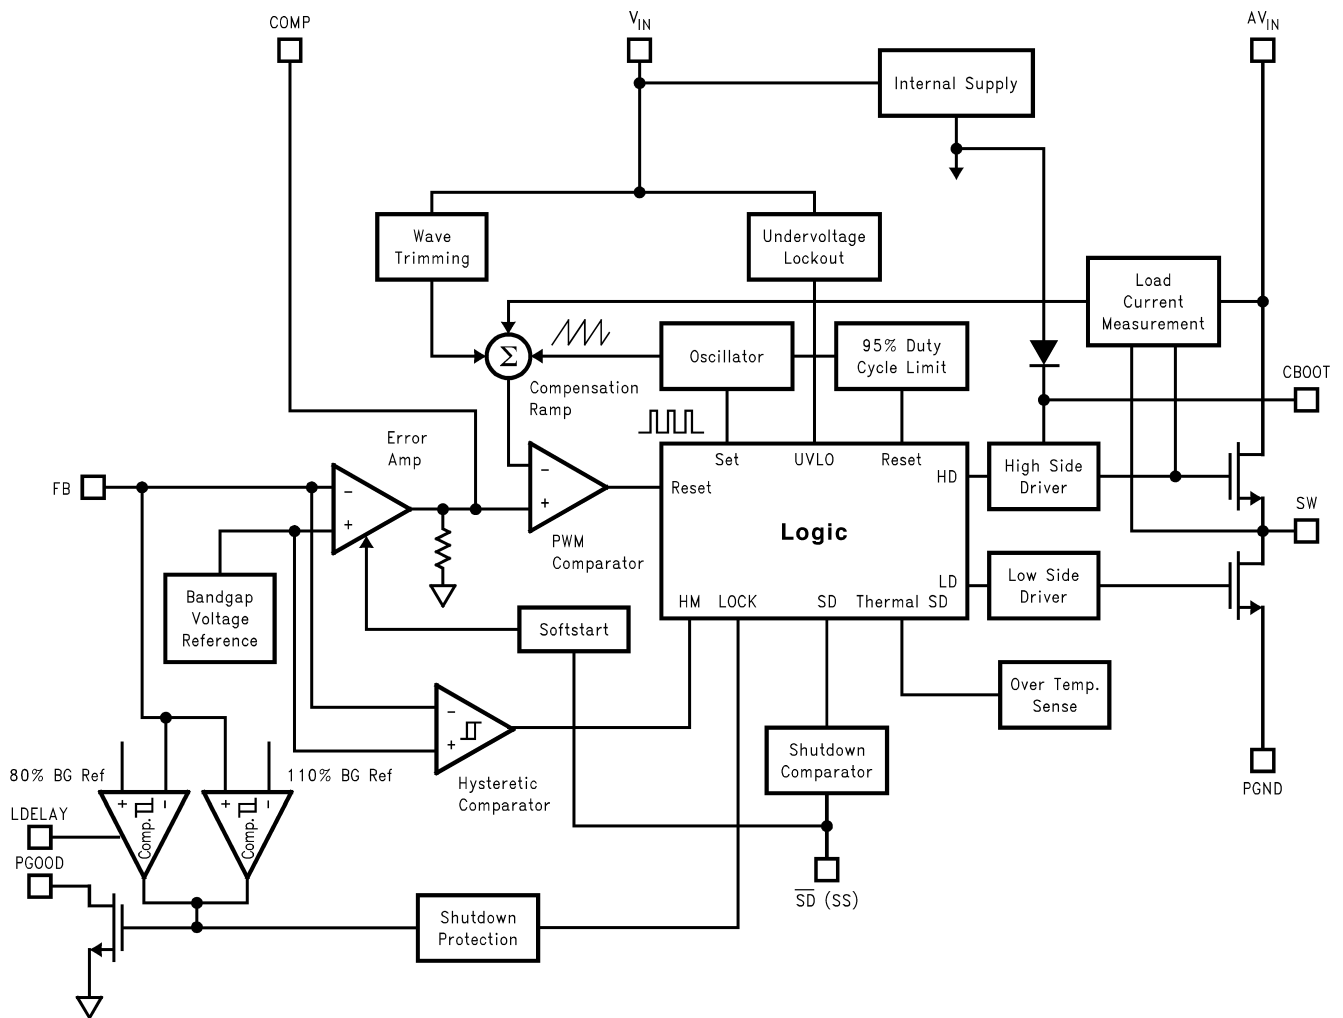 COMP
VIN
AVIN
Internal Supply
Wave
Trimming
Undervoltage
Lockout
Load
Current
Measurement
Σ
Oscillator
95% Duty
Cycle Limit
Compensation
Ramp
CBOOT
Error
Amp
FB
−
+
−
+
PWM
Comparator
Set
UVLO
Reset
Reset
HD
Logic
LD
HM
LOCK
SD
Thermal SD
High Side
Driver
SW
Low Side
Driver
Bandgap
Voltage
Reference
Softstart
Over Temp.
Sense
−
+
Hysteretic
Comparator
Shutdown
Comparator
PGND
80% BG Ref
110% BG Ref
+
−
Comp.
+
−
Comp.
LDELAY
PGOOD
SD (SS)
Shutdown
Protection